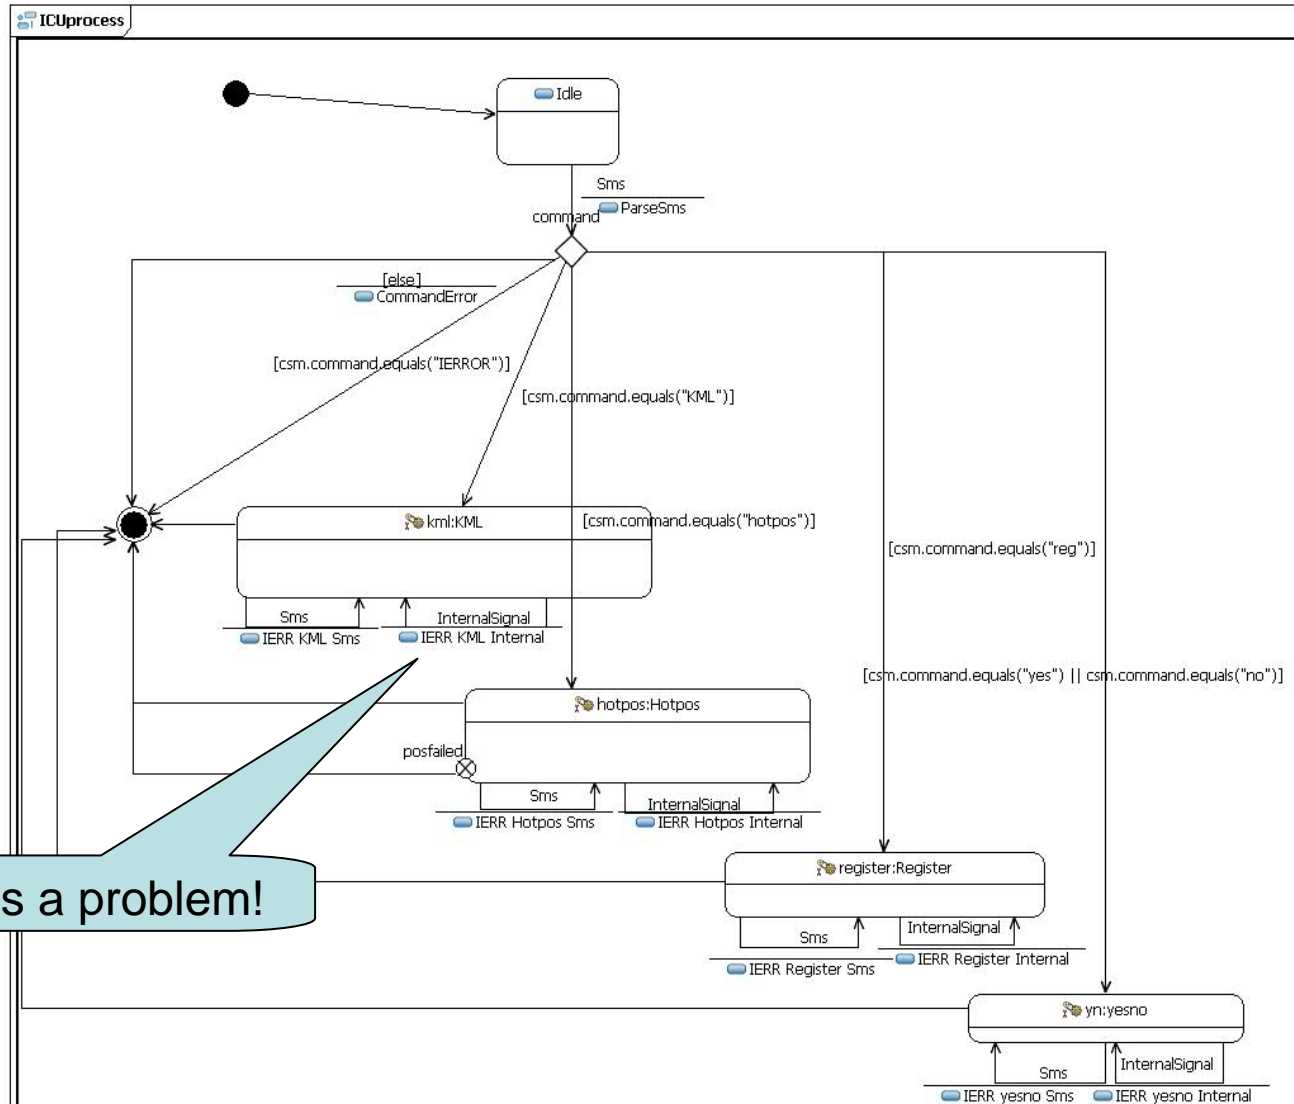 ICUprocess
Idle
Sms
ParseSms
command
[else]
CommandError
[csm.command.equals("IERROR")]
[csm.command.equals("KML")]
kml:KML
[csm.command.equals("hotpos")]
[csm.command.equals("reg")]
Sms
InternalSignal
IERR KML Sms
IERR KML Internal
[csm.command.equals("yes") || csm.command.equals("no")]
hotpos:Hotpos
posfailed
Sms
InternalSignal
IERR Hotpos Sms
IERR Hotpos Internal
register:Register
s a problem!
Sms
InternalSignal
IERR Register Sms
IERR Register Internal
yn:yesno
Sms
InternalSignal
IERR yesno Sms
IERR yesno Internal